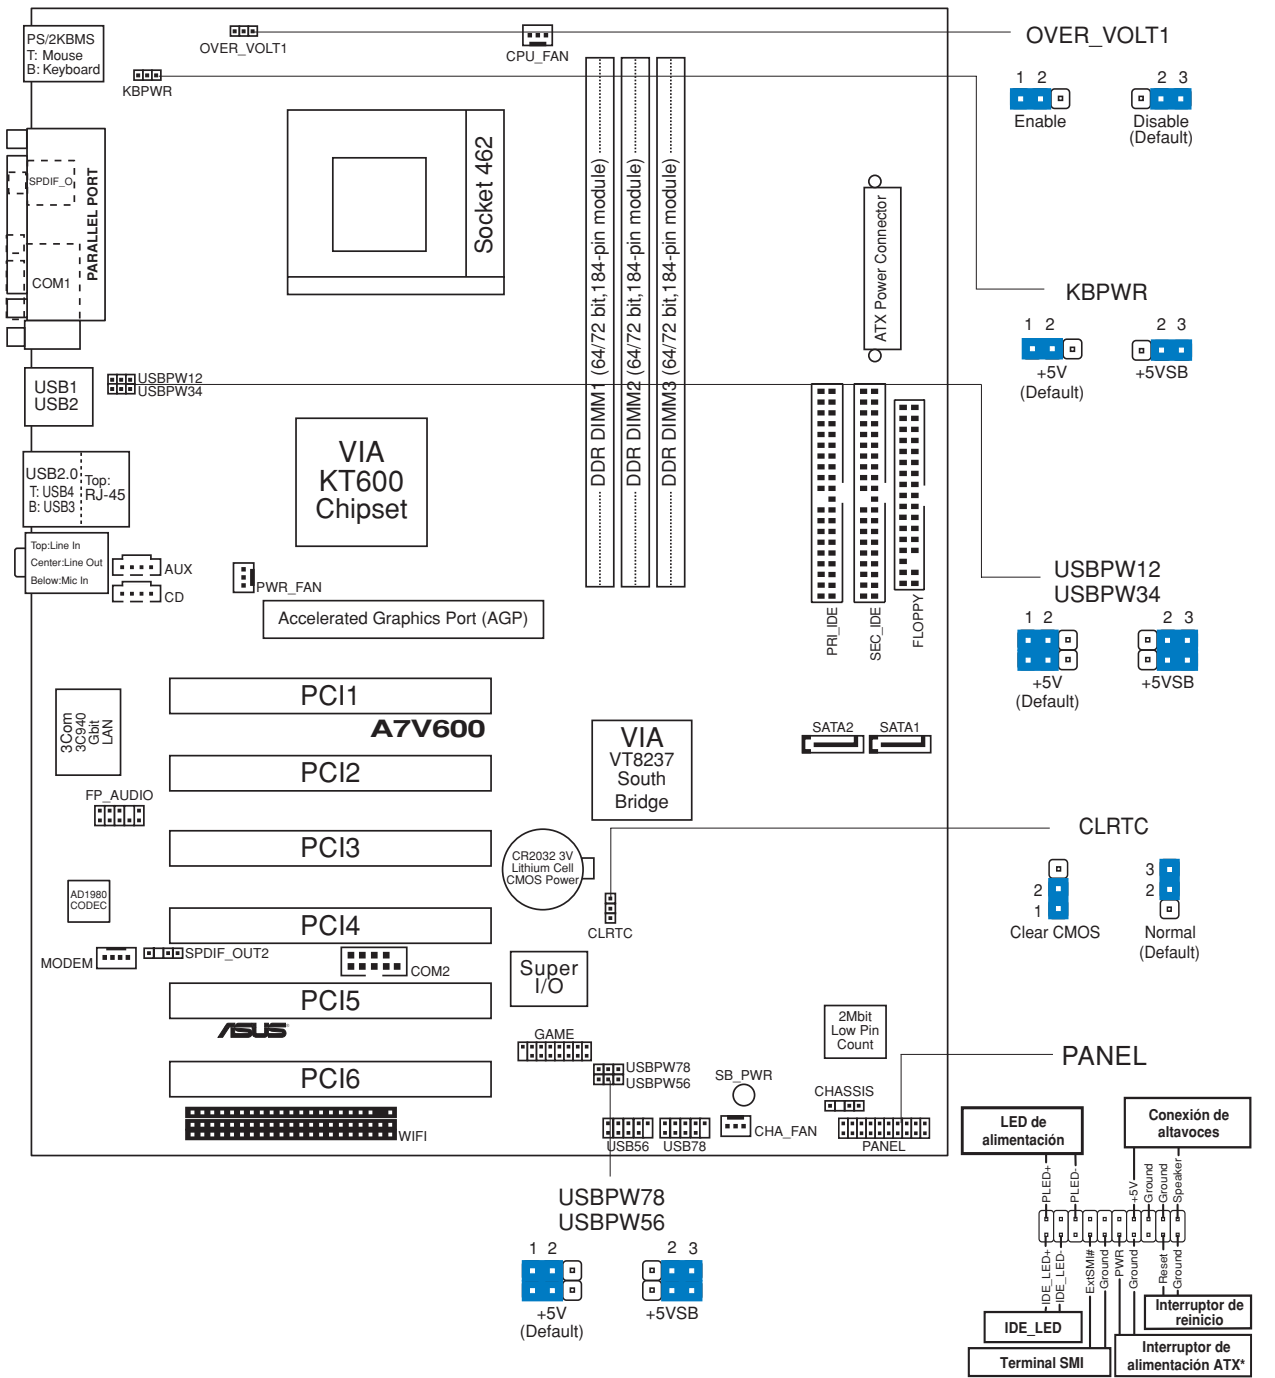 PS/2KBMS
T: Mouse
B: Keyboard
OVER_VOLT1
CPU_FAN
KBPWR
OVER_VOLT1
1 2
Enable
2 3
Disable
(Default)
SPDIF_O
PARALLEL PORT
COM1
Socket 462
DDR DIMM1 (64/72 bit,184-pin module)
DDR DIMM2 (64/72 bit,184-pin module)
DDR DIMM3 (64/72 bit,184-pin module)
ATX Power Connector
KBPWR
1 2
+5V
(Default)
2 3
+5VSB
USB1
USB2
USBPW12
USBPW34
VIA
KT600
Chipset
USB2.0
T: USB4
B: USB3
Top:
RJ-45
Top:Line In
Center:Line Out
Below:Mic In
AUX
CD
PWR_FAN
Accelerated Graphics Port (AGP)
PRI_IDE
SEC_IDE
FLOPPY
USBPW12
USBPW34
1 2
+5V
(Default)
2 3
+5VSB
PCI1
A7V600
3Com
3C940
Gbit
LAN
VIA
VT8237
South
Bridge
SATA2
SATA1
PCI2
FP_AUDIO
PCI3
CR2032 3V
Lithium Cell
CMOS Power
CLRTC
CLRTC
2
1
Clear CMOS
3
2
Normal
(Default)
AD1980
CODEC
PCI4
MODEM
SPDIF_OUT2
COM2
Super
I/O
PCI5
ASUS
2Mbit
Low Pin
Count
GAME
PCI6
USBPW78
USBPW56
SB_PWR
CHASSIS
PANEL
WIFI
USB56
USB78
CHA_FAN
PANEL
USBPW78
USBPW56
1 2
+5V
(Default)
2 3
+5VSB
LED de
alimentación
Conexión de
altavoces
PLED+
PLED-
+5V
Ground
Ground
Speaker
IDE_LED+
IDE_LED-
ExtSMI#
Ground
PWR
Ground
Reset
Ground
IDE_LED
Interruptor de
reinicio
Terminal SMI
Interruptor de
alimentación ATX*